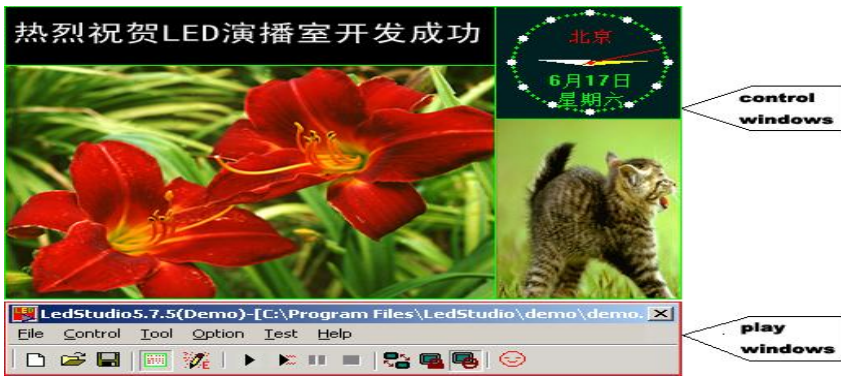 热烈祝贺LED演播室开发成功
北京
6月17日
星期六
control
windows
LedStudio5.7.5(Demo)-[C:\Program Files\LedStudio\demo\demo.
File Control Tool Option Test Help
play
windows